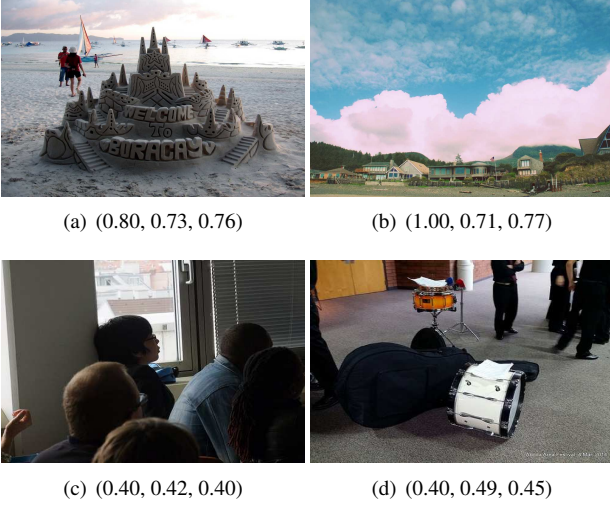 WELCOME
TO
BORACAY
(a) (0.80, 0.73, 0.76)
(b) (1.00, 0.71, 0.77)
(c) (0.40, 0.42, 0.40)
(d) (0.40, 0.49, 0.45)